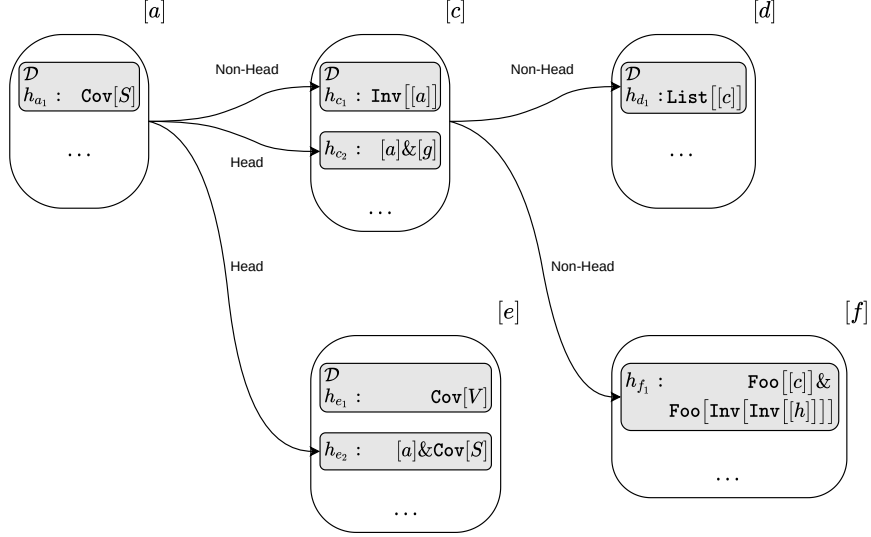 [a]
[c]
[d]
𝒟
h_{a_1} : Cov[S]
...
Non-Head
𝒟
h_{c_1} : Inv[[a]]
Head
h_{c_2} : [a]&[g]
...
Non-Head
𝒟
h_{d_1} :List[[c]]
...
Head
Non-Head
[e]
[f]
𝒟
h_{e_1} : Cov[V]
h_{e_2} : [a]&Cov[S]
...
h_{f_1} : Foo[[c]]&
Foo[Inv[Inv[[h]]]]
...